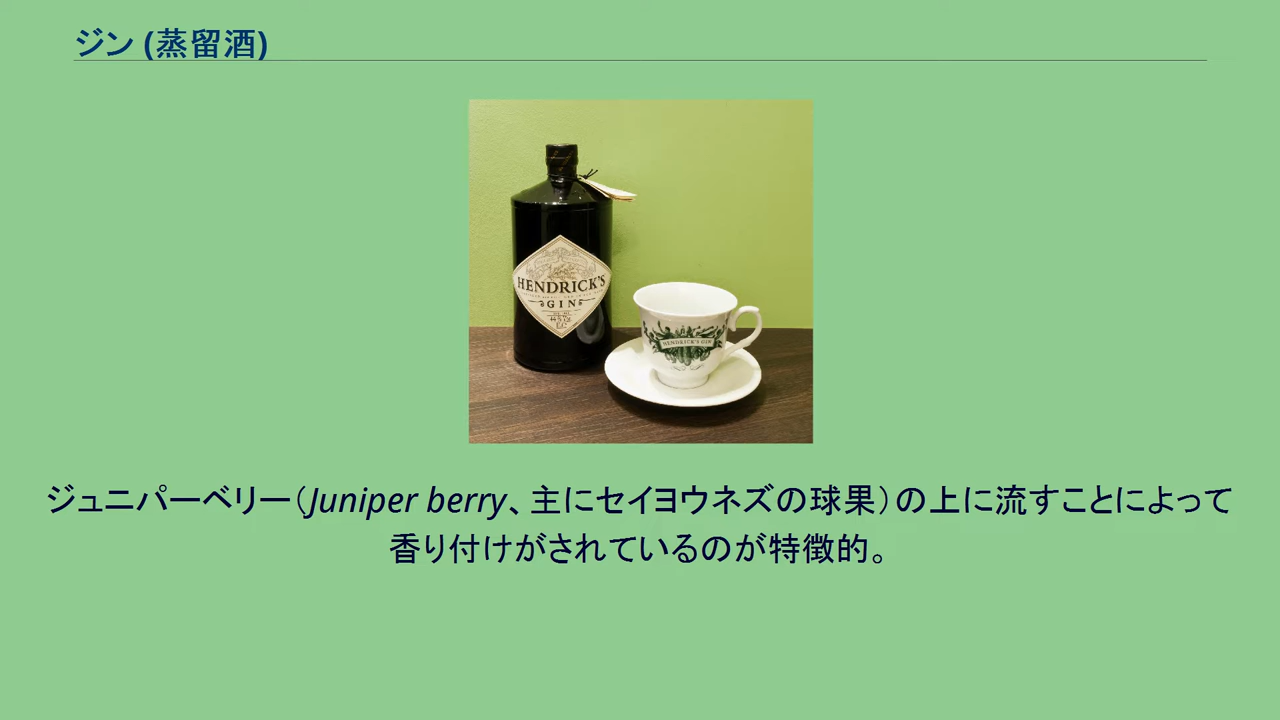 ジン (蒸留酒)
HENDRICK'S
GIN
HENDRICK'S GIN
ジュニパーベリー（Juniper berry、主にセイヨウネズの球果）の上に流すことによって
香り付けがされているのが特徴的。